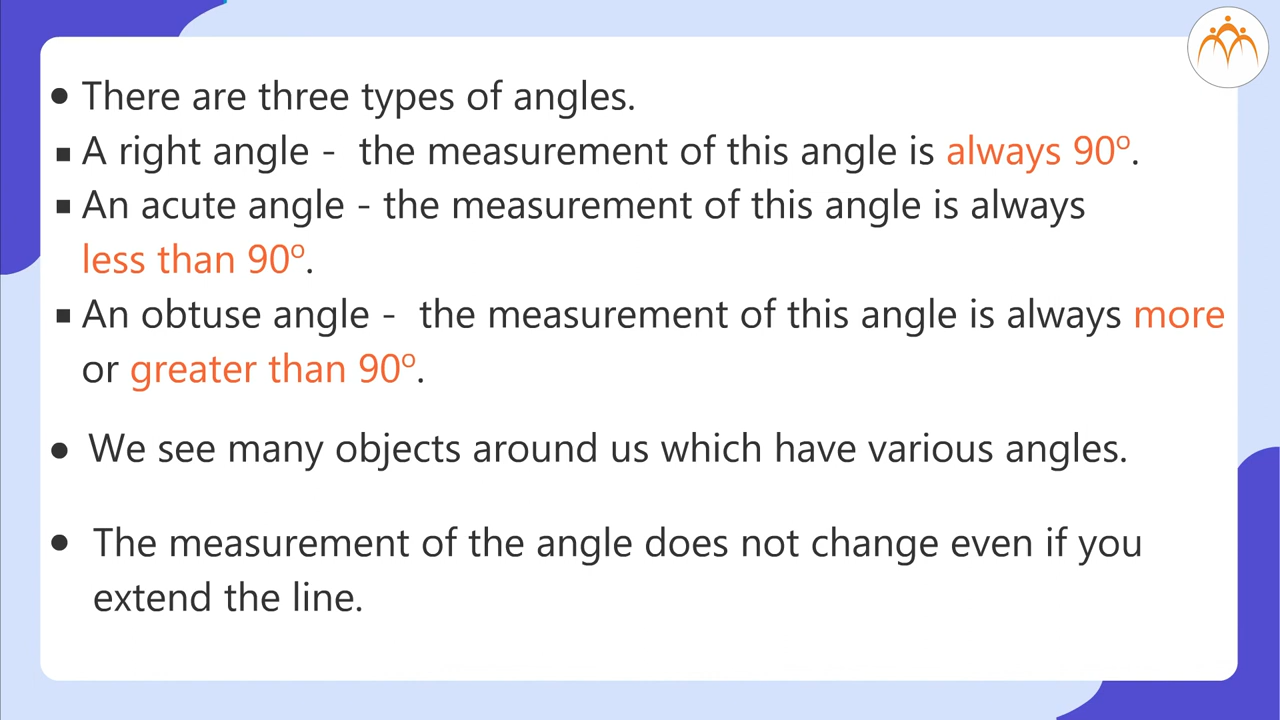 ● There are three types of angles.
■ A right angle - the measurement of this angle is always 90º.
■ An acute angle - the measurement of this angle is always
less than 90º.
■ An obtuse angle - the measurement of this angle is always more
or greater than 90º.
● We see many objects around us which have various angles.
● The measurement of the angle does not change even if you
extend the line.